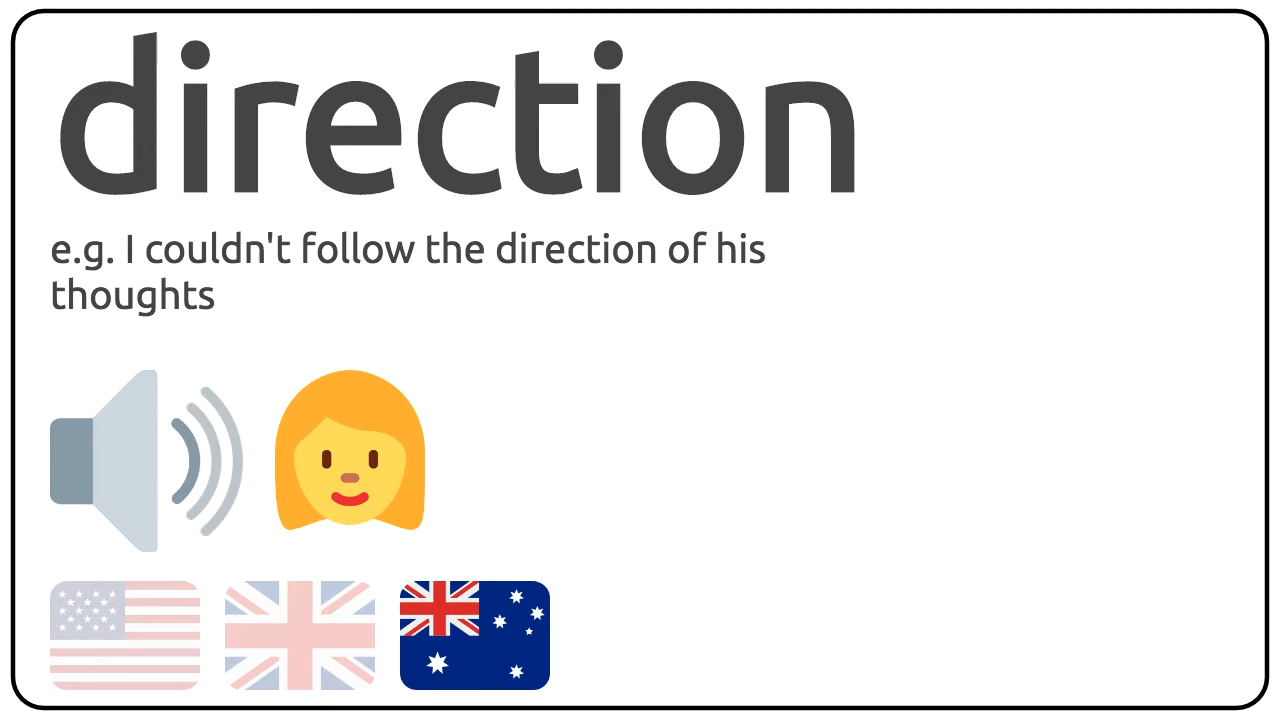 direction
e.g. I couldn't follow the direction of his
thoughts